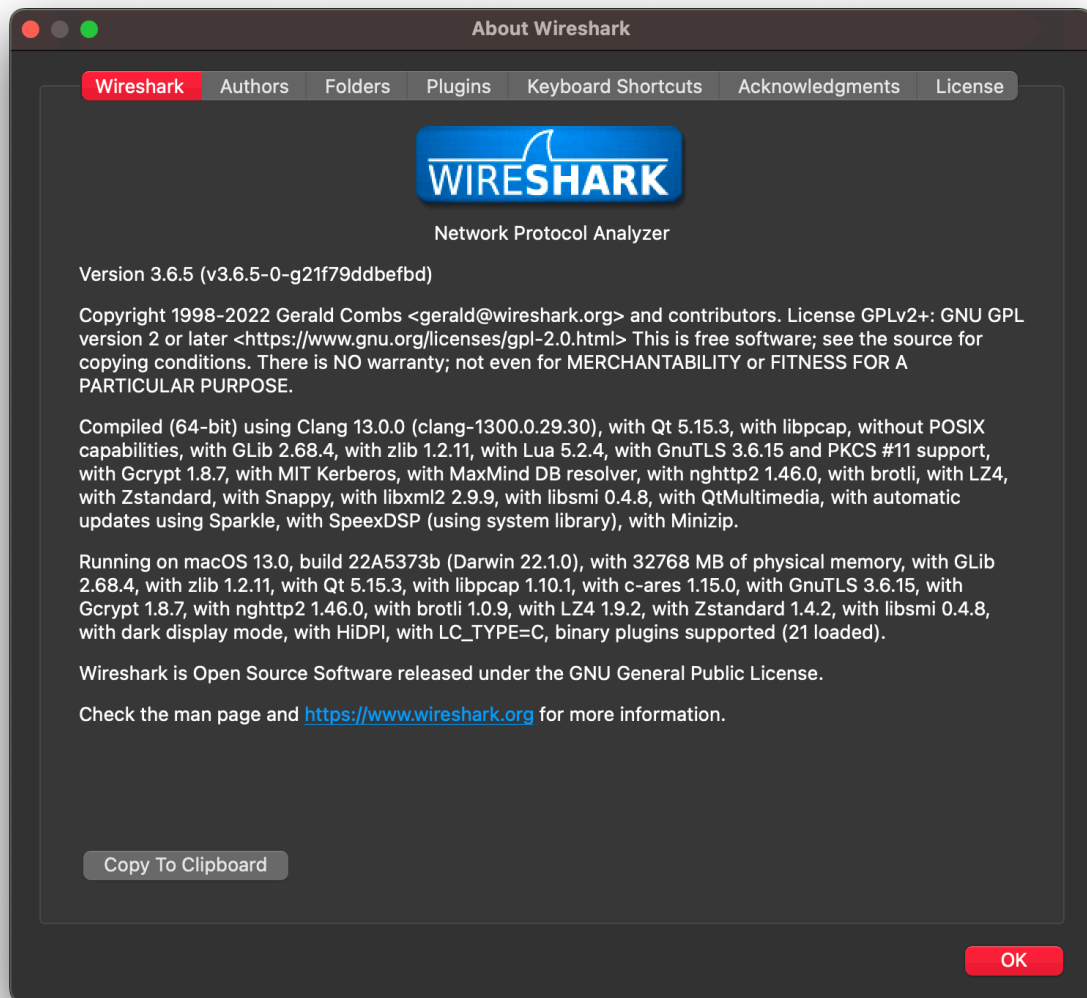 About Wireshark
Wireshark Authors Folders Plugins Keyboard Shortcuts Acknowledgments License
WIRESHARK
Network Protocol Analyzer
Version 3.6.5 (v3.6.5-0-g21f79ddbefbd)
Copyright 1998-2022 Gerald Combs <gerald@wireshark.org> and contributors. License GPLv2+: GNU GPL
version 2 or later <https://www.gnu.org/licenses/gpl-2.0.html> This is free software; see the source for
copying conditions. There is NO warranty; not even for MERCHANTABILITY or FITNESS FOR A
PARTICULAR PURPOSE.
Compiled (64-bit) using Clang 13.0.0 (clang-1300.0.29.30), with Qt 5.15.3, with libpcap, without POSIX
capabilities, with GLib 2.68.4, with zlib 1.2.11, with Lua 5.2.4, with GnuTLS 3.6.15 and PKCS #11 support,
with Gcrypt 1.8.7, with MIT Kerberos, with MaxMind DB resolver, with nghttp2 1.46.0, with brotli, with LZ4,
with Zstandard, with Snappy, with libxml2 2.9.9, with libsmi 0.4.8, with QtMultimedia, with automatic
updates using Sparkle, with SpeexDSP (using system library), with Minizip.
Running on macOS 13.0, build 22A5373b (Darwin 22.1.0), with 32768 MB of physical memory, with GLib
2.68.4, with zlib 1.2.11, with Qt 5.15.3, with libpcap 1.10.1, with c-ares 1.15.0, with GnuTLS 3.6.15, with
Gcrypt 1.8.7, with nghttp2 1.46.0, with brotli 1.0.9, with LZ4 1.9.2, with Zstandard 1.4.2, with libsmi 0.4.8,
with dark display mode, with HiDPI, with LC_TYPE=C, binary plugins supported (21 loaded).
Wireshark is Open Source Software released under the GNU General Public License.
Check the man page and https://www.wireshark.org for more information.
Copy To Clipboard
OK